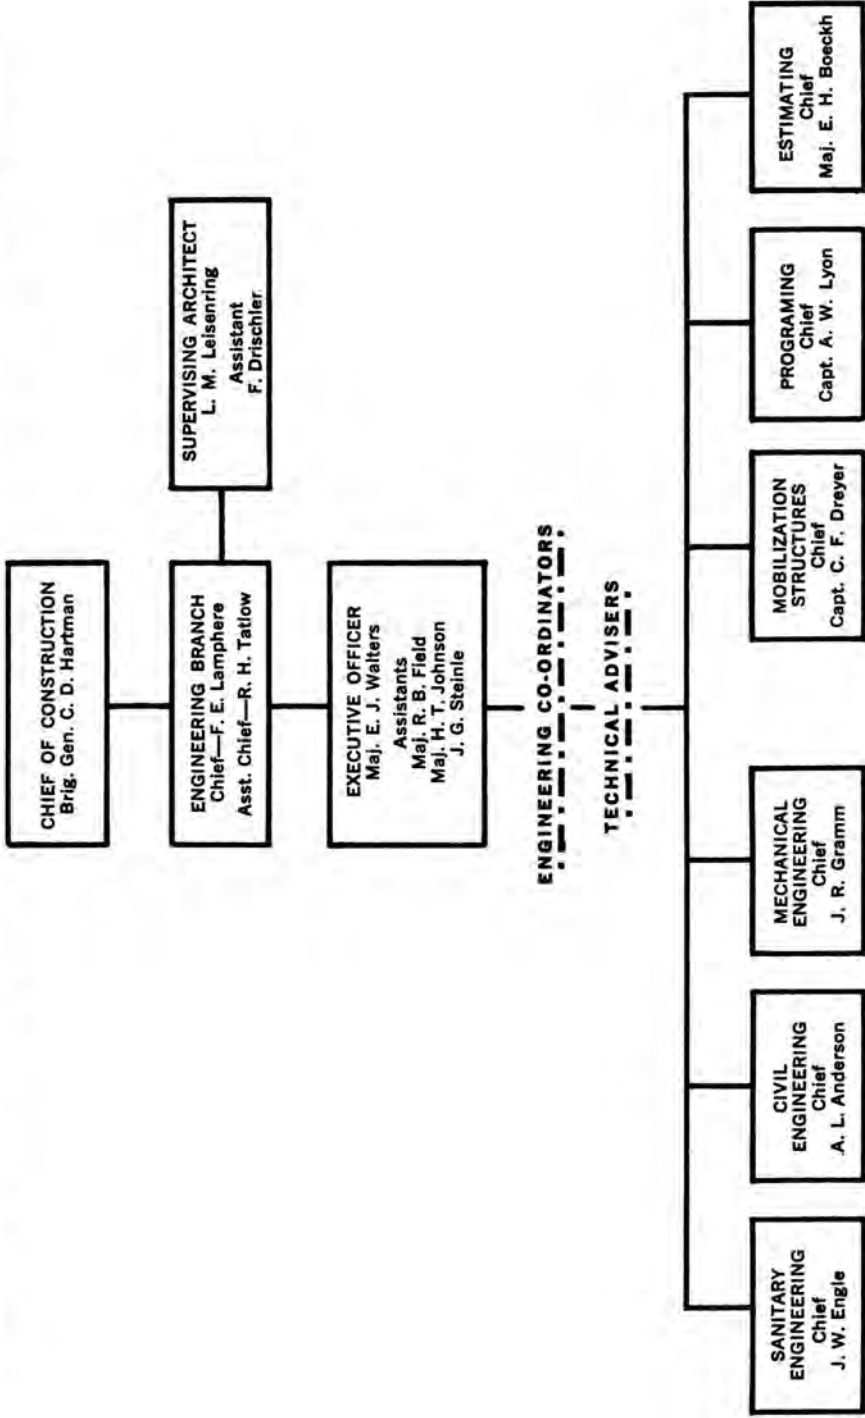 CHIEF OF CONSTRUCTION
Brig. Gen. C. D. Hartman
ENGINEERING BRANCH
Chief—F. E. Lamphere
Asst. Chief—R. H. Tatlow
SUPERVISING ARCHITECT
L. M. Leisenring
Assistant
F. Drischler
EXECUTIVE OFFICER
Maj. E. J. Walters
Assistants
Maj. R. B. Field
Maj. H. T. Johnson
J. G. Steinle
ENGINEERING CO-ORDINATORS
TECHNICAL ADVISERS
SANITARY
ENGINEERING
Chief
J. W. Engle
CIVIL
ENGINEERING
Chief
A. L. Anderson
MECHANICAL
ENGINEERING
Chief
J. R. Gramm
MOBILIZATION
STRUCTURES
Chief
Capt. C. F. Dreyer
PROGRAMING
Chief
Capt. A. W. Lyon
ESTIMATING
Chief
Maj. E. H. Boeckh